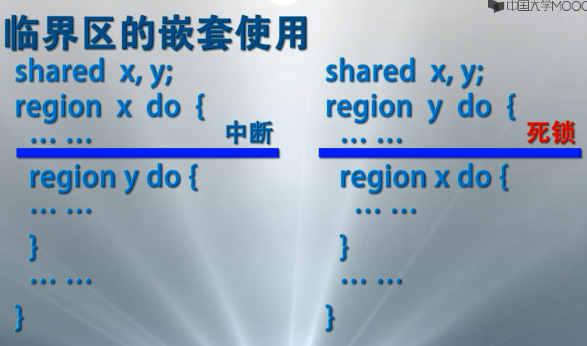 中国大学MOOC
临界区的嵌套使用
shared x, y;
region x do {
... ...
中断
region y do {
... ...
}
... ...
}
shared x, y;
region y do {
... ...
死锁
region x do {
... ...
}
... ...
}